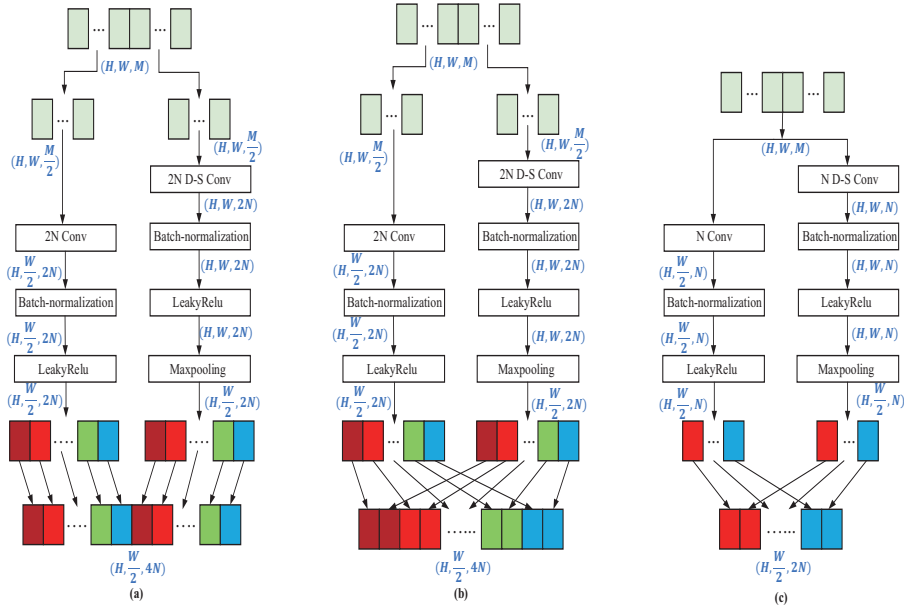 ...
(H,W,M)
...
...
(H,W,M/2)
(H,W,M/2)
2N D-S Conv
(H,W,2N)
2N Conv
Batch-normalization
(H,W/2,2N)
(H,W,2N)
Batch-normalization
LeakyRelu
(H,W/2,2N)
(H,W,2N)
LeakyRelu
Maxpooling
(H,W/2,2N)
(H,W/2,2N)
(H,W/2,4N)
(a)
...
(H,W,M)
...
...
(H,W,M/2)
(H,W,M/2)
2N D-S Conv
(H,W,2N)
2N Conv
Batch-normalization
(H,W/2,2N)
(H,W,2N)
Batch-normalization
LeakyRelu
(H,W/2,2N)
(H,W,2N)
LeakyRelu
Maxpooling
(H,W/2,2N)
(H,W/2,2N)
(H,W/2,4N)
(b)
... ...
(H,W,M)
N D-S Conv
(H,W,N)
N Conv
Batch-normalization
(H,W/2,N)
(H,W,N)
Batch-normalization
LeakyRelu
(H,W/2,N)
(H,W,N)
LeakyRelu
Maxpooling
(H,W/2,N)
(H,W/2,N)
(H,W/2,2N)
(c)